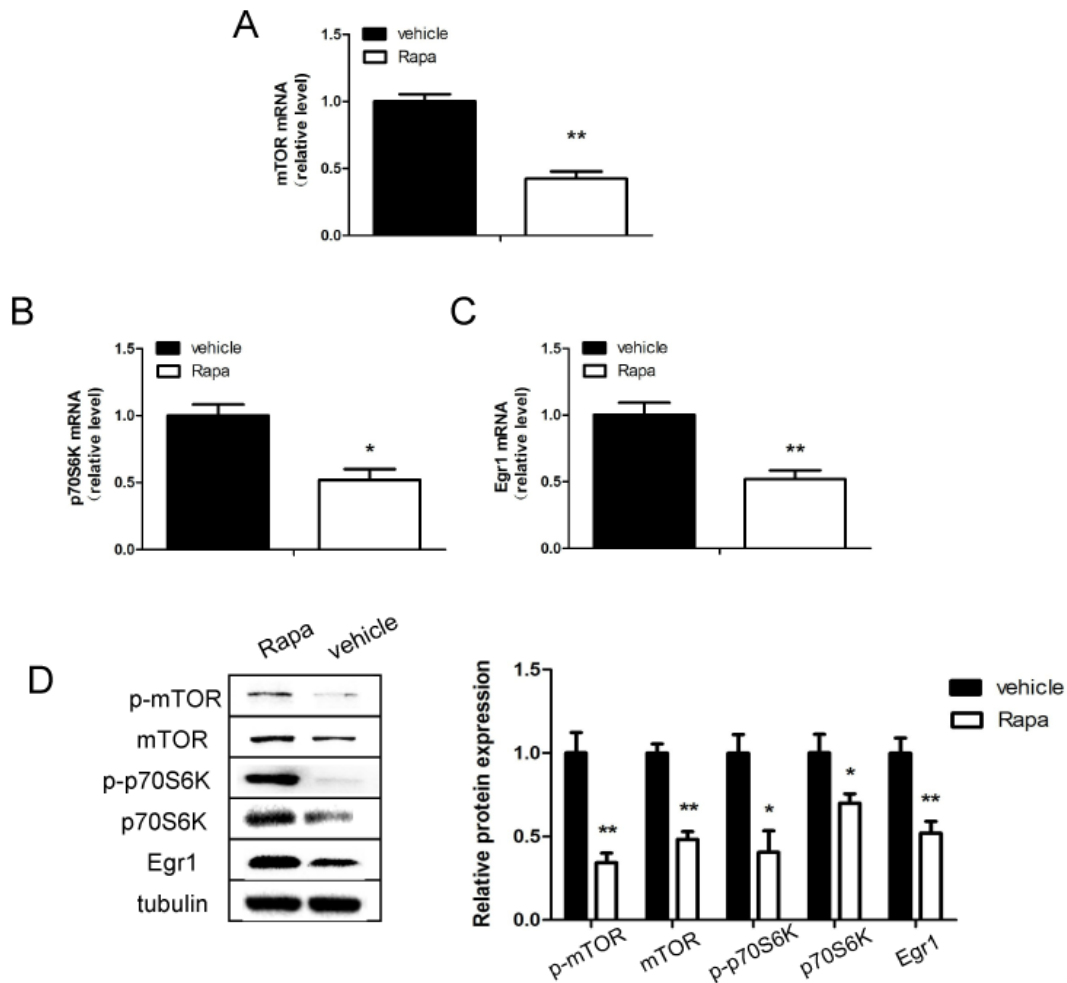 A
vehicle
Rapa
mTOR mRNA
(relative level)
1.5
1.0
0.5
0.0
**
B
vehicle
Rapa
p70S6K mRNA
(relative level)
1.5
1.0
0.5
0.0
*
C
vehicle
Rapa
Egr1 mRNA
(relative level)
1.5
1.0
0.5
0.0
**
D
Rapa vehicle
p-mTOR
mTOR
p-p70S6K
p70S6K
Egr1
tubulin
vehicle
Rapa
Relative protein expression
1.5
1.0
0.5
0.0
** ** * * **
p-mTOR mTOR p-p70S6K p70S6K Egr1